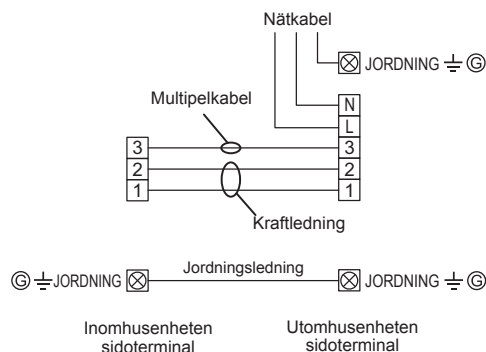 Nätkabel
JORDNING G
Multipelkabel
N
L
3 3
2 2
1 1
Kraftledning
G JORDNING Jordningsledning JORDNING G
Inomhusenheten
sidoterminal
Utomhusenheten
sidoterminal